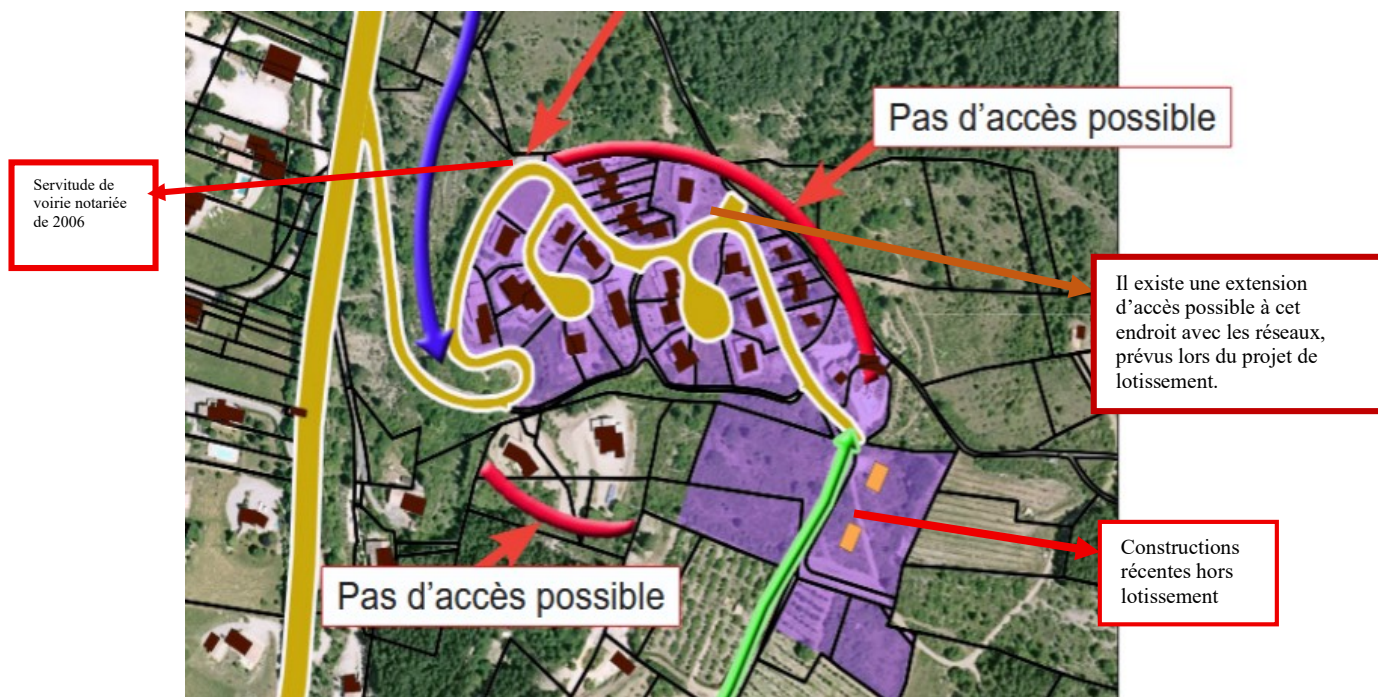 Pas d’accès possible
Servitude de
voirie notariée
de 2006
Il existe une extension
d’accès possible à cet
endroit avec les réseaux,
prévus lors du projet de
lotissement.
Constructions
récentes hors
lotissement
Pas d’accès possible